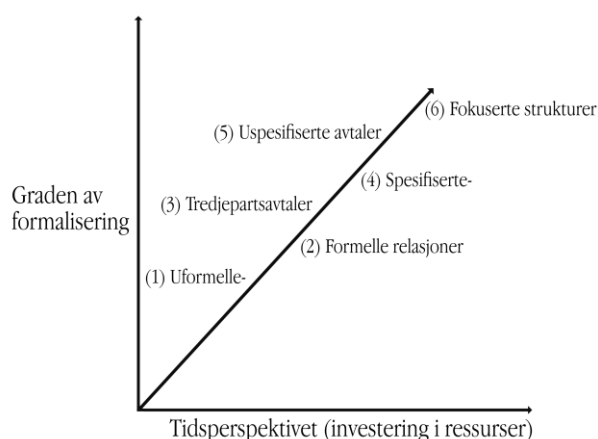 (6) Fokuserte strukturer
(5) Uspesifiserte avtaler
(4) Spesifiserte-
Graden av
formalisering
(3) Tredjepartsavtaler
(2) Formelle relasjoner
(1) Uformelle-
Tidsperspektivet (investering i ressurser)